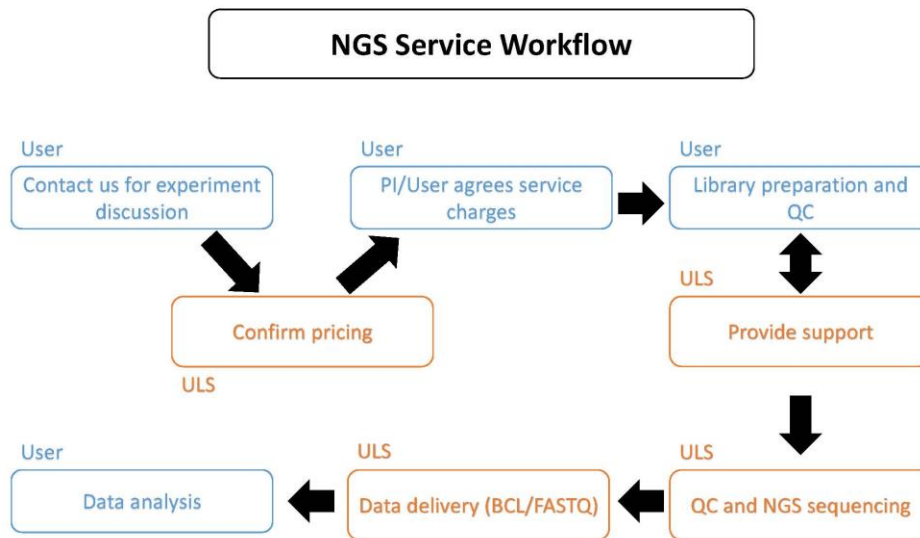 NGS Service Workflow
User
Contact us for experiment
discussion
User
PI/User agrees service
charges
User
Library preparation and
QC
Confirm pricing
ULS
ULS
Provide support
User
Data analysis
ULS
Data delivery (BCL/FASTQ)
ULS
QC and NGS sequencing